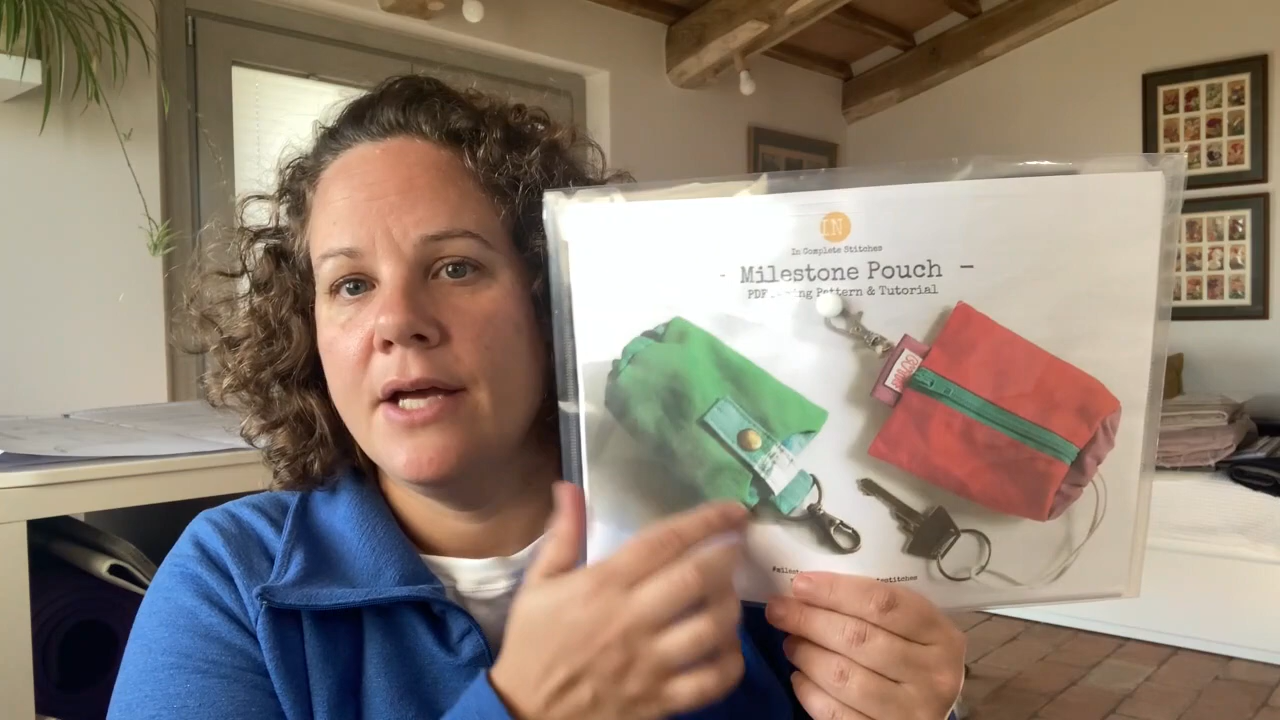 IN
In Complete Stitches
- Milestone Pouch -
PDF Pattern & Tutorial